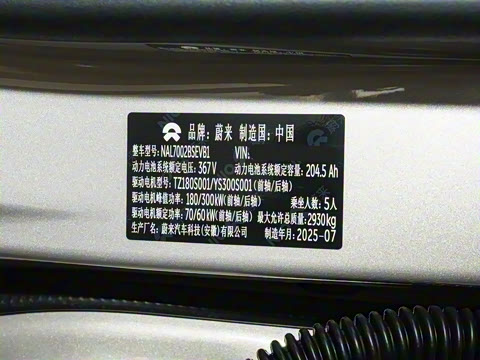 品牌：蔚来 制造国：中国
整车型号：NAL7002BSEVB1 VIN：
动力电池系统额定电压：367V 动力电池系统额定容量：204.5Ah
驱动电机型号：TZ180S001/YS300S001（前轴/后轴）
驱动电机峰值功率：180/300kW（前轴/后轴） 乘坐人数：5人
驱动电机额定功率：70/60kW（前轴/后轴） 最大允许总质量：2930kg
生产厂名：蔚来汽车科技（安徽）有限公司 制造年月：2025-07